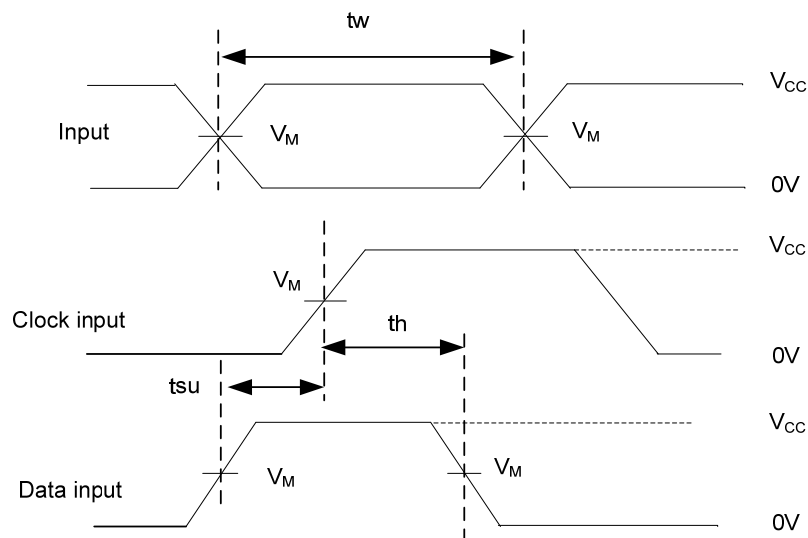 tw
V_CC
Input
V_M
V_M
0V
V_CC
V_M
Clock input
th
0V
tsu
V_CC
V_M
V_M
Data input
0V